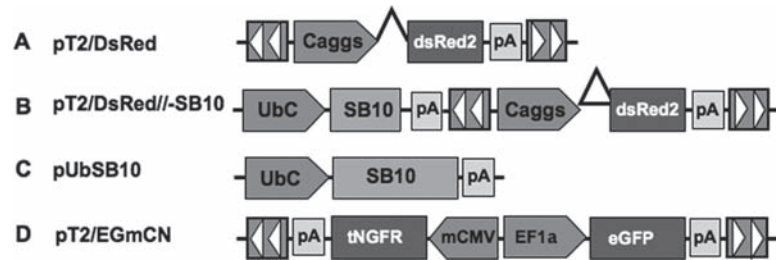 A pT2/DsRed Caggs dsRed2 pA
B pT2/DsRed//-SB10 UbC SB10 pA Caggs dsRed2 pA
C pUbSB10 UbC SB10 pA
D pT2/EGmCN pA tNGFR mCMV EF1a eGFP pA